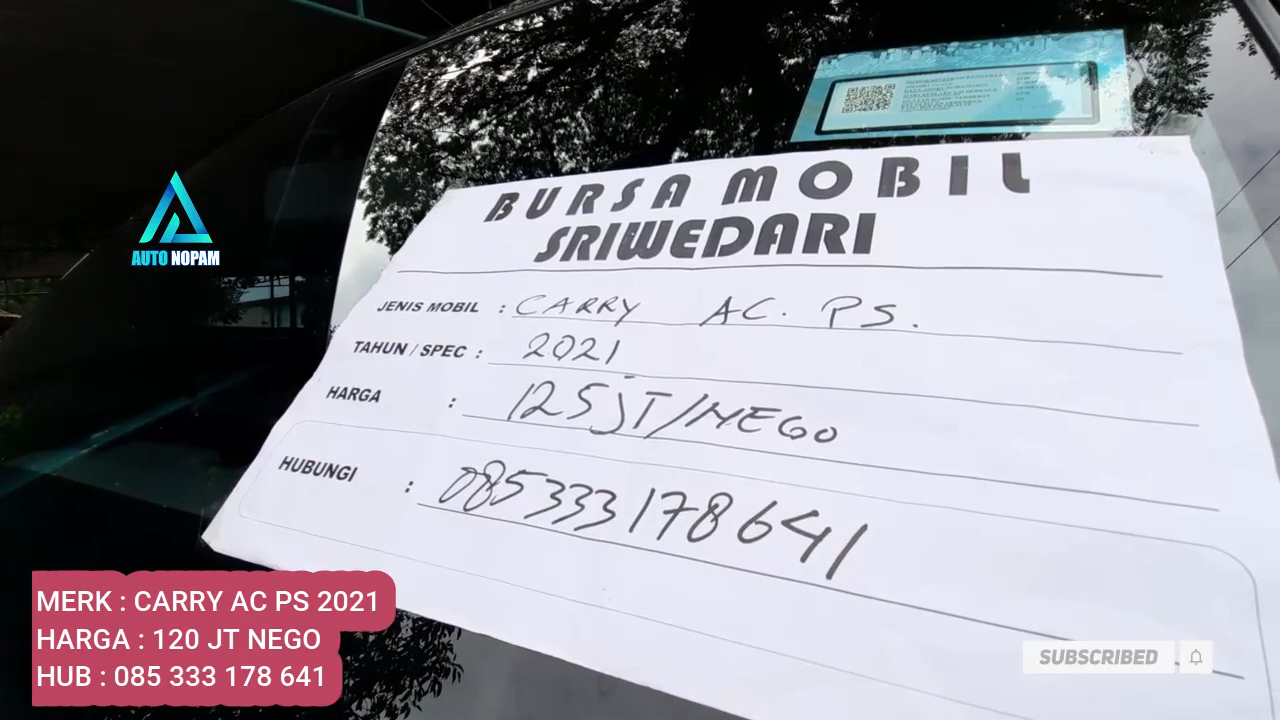 BURSA MOBIL
SRIWEDARI
JENIS MOBIL : CARRY AC. PS.
TAHUN / SPEC : 2021
HARGA : 125 JT/NEGO
HUBUNGI : 085333178641
AUTO NOPAM
MERK : CARRY AC PS 2021
HARGA : 120 JT NEGO
HUB : 085 333 178 641
SUBSCRIBED